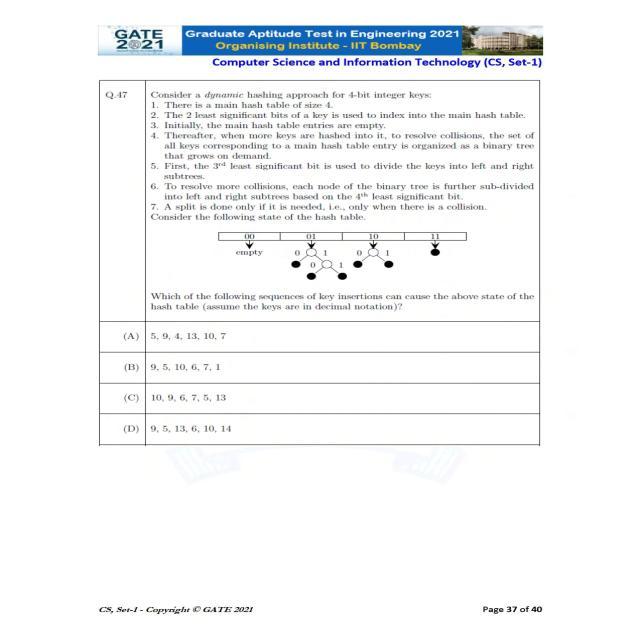 GATE
2021
Graduate Aptitude Test in Engineering 2021
Organising Institute - IIT Bombay
Computer Science and Information Technology (CS, Set-1)
Q.47
Consider a dynamic hashing approach for 4-bit integer keys:
1. There is a main hash table of size 4.
2. The 2 least significant bits of a key is used to index into the main hash table.
3. Initially, the main hash table entries are empty.
4. Thereafter, when more keys are hashed into it, to resolve collisions, the set of
all keys corresponding to a main hash table entry is organized as a binary tree
that grows on demand.
5. First, the 3rd least significant bit is used to divide the keys into left and right
subtrees.
6. To resolve more collisions, each node of the binary tree is further sub-divided
into left and right subtrees based on the 4th least significant bit.
7. A split is done only if it is needed, i.e., only when there is a collision.
Consider the following state of the hash table.
00 01 10 11
empty 0 1 0 1
0 1
Which of the following sequences of key insertions can cause the above state of the
hash table (assume the keys are in decimal notation)?
(A) 5, 9, 4, 13, 10, 7
(B) 9, 5, 10, 6, 7, 1
(C) 10, 9, 6, 7, 5, 13
(D) 9, 5, 13, 6, 10, 14
CS, Set-1 - Copyright © GATE 2021
Page 37 of 40